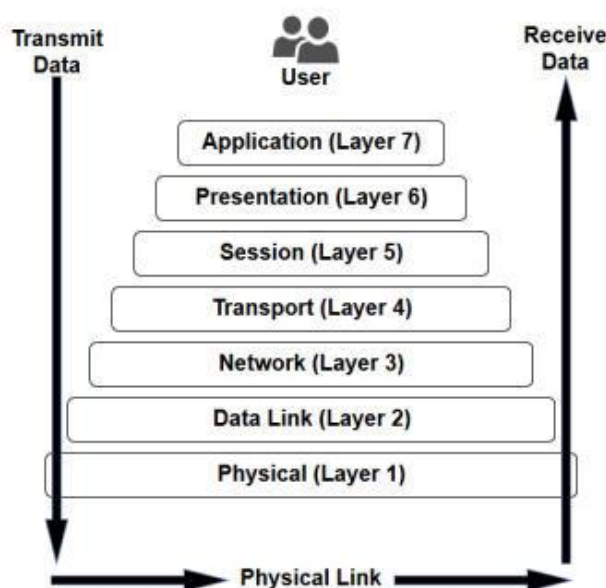 Transmit
Data
User
Receive
Data
Application (Layer 7)
Presentation (Layer 6)
Session (Layer 5)
Transport (Layer 4)
Network (Layer 3)
Data Link (Layer 2)
Physical (Layer 1)
Physical Link